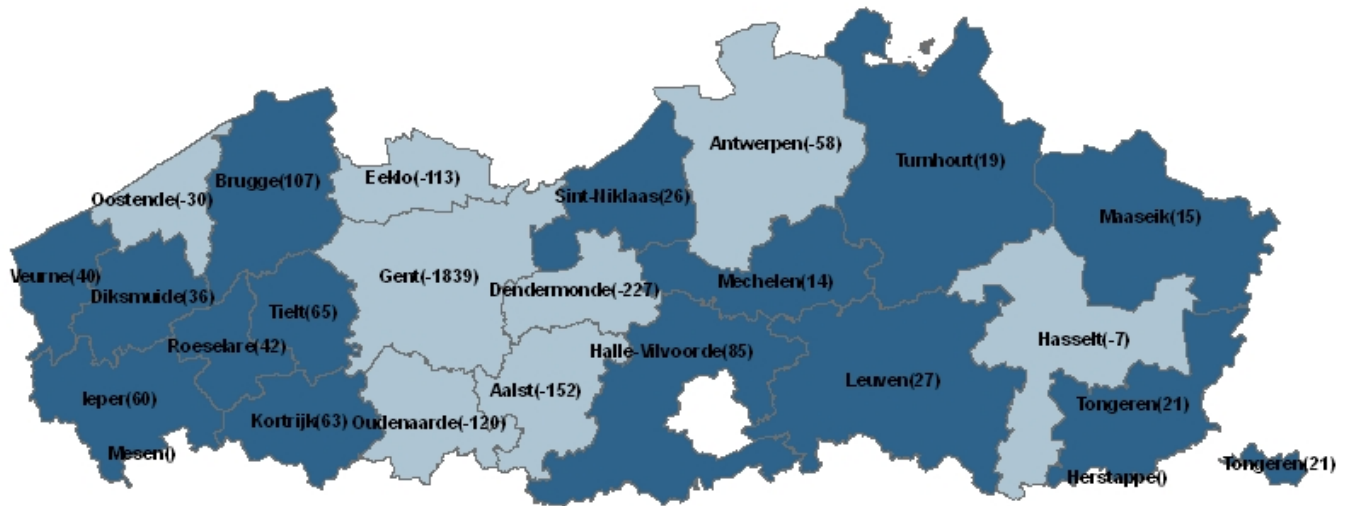 Antwerpen(-58)
Turnhout(19)
Eeklo(-113)
Brugge(107)
Oostende(-30)
Sint-Niklaas(26)
Maaseik(15)
Veurne(40)
Gent(-1839)
Mechelen(14)
Dendermonde(-227)
Diksmuide(36)
Tielt(65)
Hasselt(-7)
Roeselare(42)
Halle-Vilvoorde(85)
Leuven(27)
Aalst(-152)
Ieper(60)
Tongeren(21)
Kortrijk(63)
Oudenaarde(-120)
Mesen()
Tongeren(21)
Herstappe()